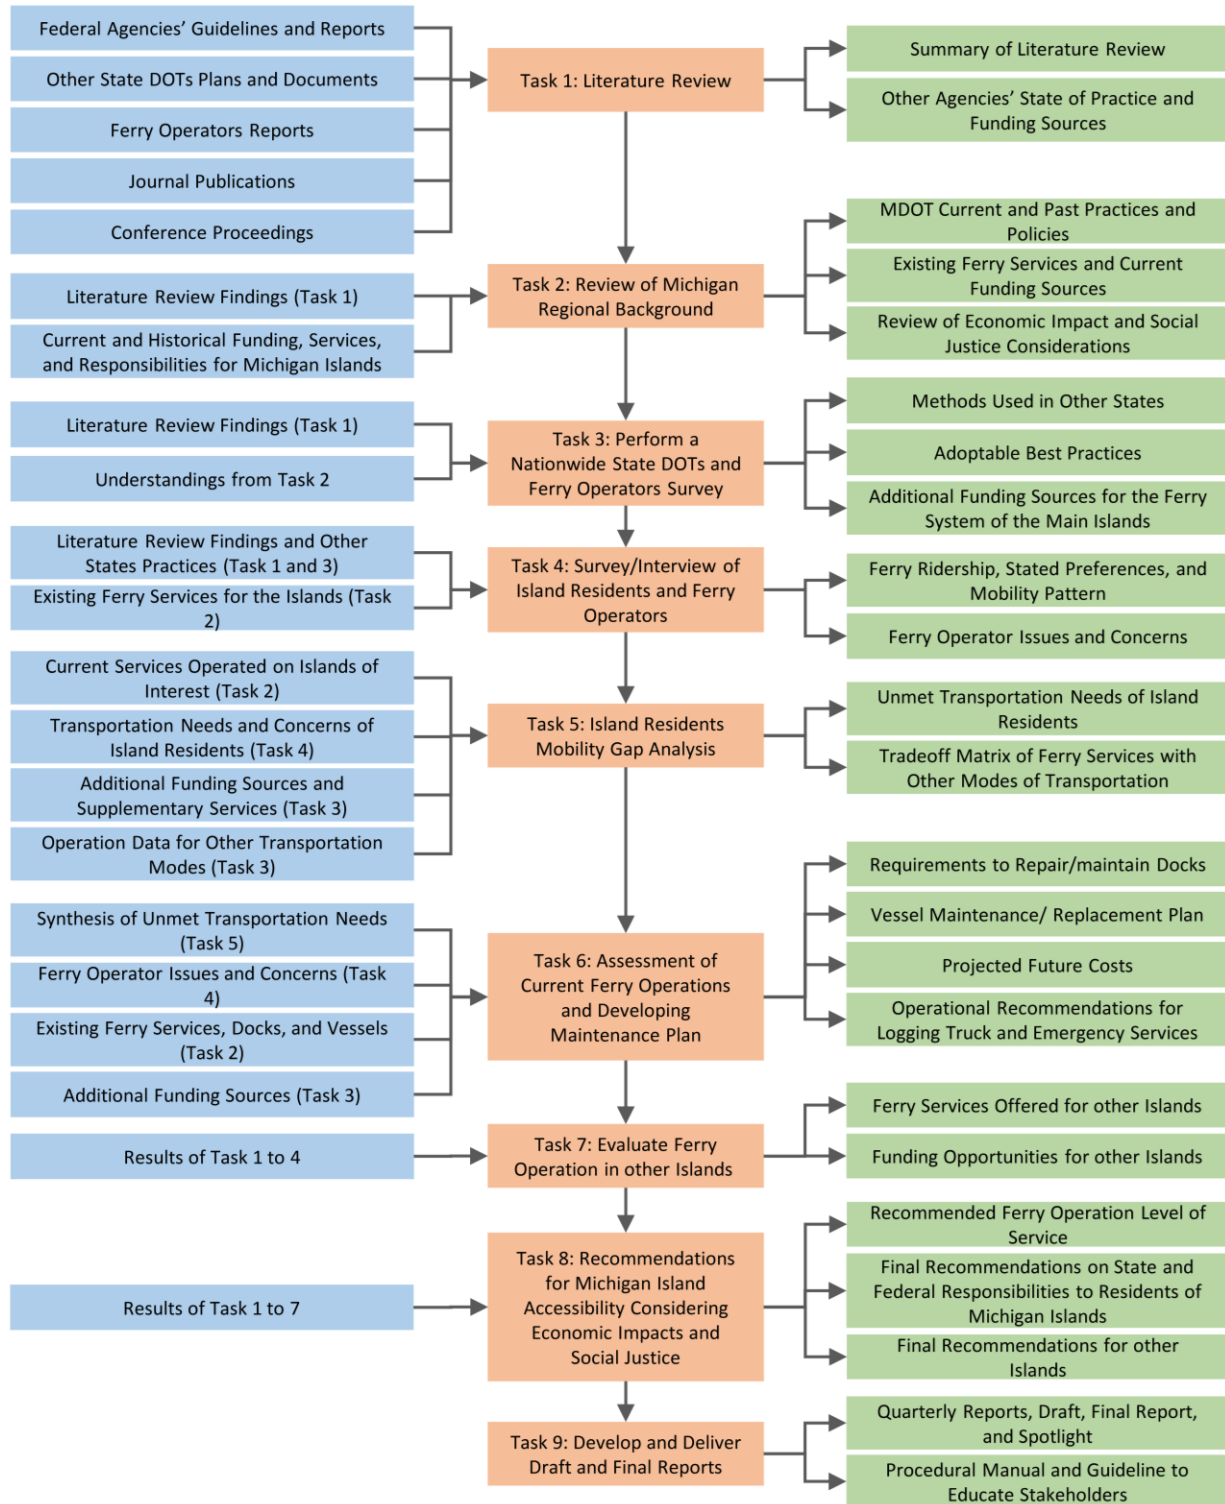 Federal Agencies’ Guidelines and Reports
Other State DOTs Plans and Documents
Ferry Operators Reports
Journal Publications
Conference Proceedings
Task 1: Literature Review
Summary of Literature Review
Other Agencies’ State of Practice and
Funding Sources
Literature Review Findings (Task 1)
Current and Historical Funding, Services,
and Responsibilities for Michigan Islands
Task 2: Review of Michigan
Regional Background
MDOT Current and Past Practices and
Policies
Existing Ferry Services and Current
Funding Sources
Review of Economic Impact and Social
Justice Considerations
Literature Review Findings (Task 1)
Understandings from Task 2
Task 3: Perform a
Nationwide State DOTs and
Ferry Operators Survey
Methods Used in Other States
Adoptable Best Practices
Additional Funding Sources for the Ferry
System of the Main Islands
Literature Review Findings and Other
States Practices (Task 1 and 3)
Existing Ferry Services for the Islands (Task
2)
Task 4: Survey/Interview of
Island Residents and Ferry
Operators
Ferry Ridership, Stated Preferences, and
Mobility Pattern
Ferry Operator Issues and Concerns
Current Services Operated on Islands of
Interest (Task 2)
Transportation Needs and Concerns of
Island Residents (Task 4)
Additional Funding Sources and
Supplementary Services (Task 3)
Operation Data for Other Transportation
Modes (Task 3)
Task 5: Island Residents
Mobility Gap Analysis
Unmet Transportation Needs of Island
Residents
Tradeoff Matrix of Ferry Services with
Other Modes of Transportation
Synthesis of Unmet Transportation Needs
(Task 5)
Ferry Operator Issues and Concerns (Task
4)
Existing Ferry Services, Docks, and Vessels
(Task 2)
Additional Funding Sources (Task 3)
Task 6: Assessment of
Current Ferry Operations
and Developing
Maintenance Plan
Requirements to Repair/maintain Docks
Vessel Maintenance/ Replacement Plan
Projected Future Costs
Operational Recommendations for
Logging Truck and Emergency Services
Results of Task 1 to 4
Task 7: Evaluate Ferry
Operation in other Islands
Ferry Services Offered for other Islands
Funding Opportunities for other Islands
Results of Task 1 to 7
Task 8: Recommendations
for Michigan Island
Accessibility Considering
Economic Impacts and
Social Justice
Recommended Ferry Operation Level of
Service
Final Recommendations on State and
Federal Responsibilities to Residents of
Michigan Islands
Final Recommendations for other
Islands
Task 9: Develop and Deliver
Draft and Final Reports
Quarterly Reports, Draft, Final Report,
and Spotlight
Procedural Manual and Guideline to
Educate Stakeholders